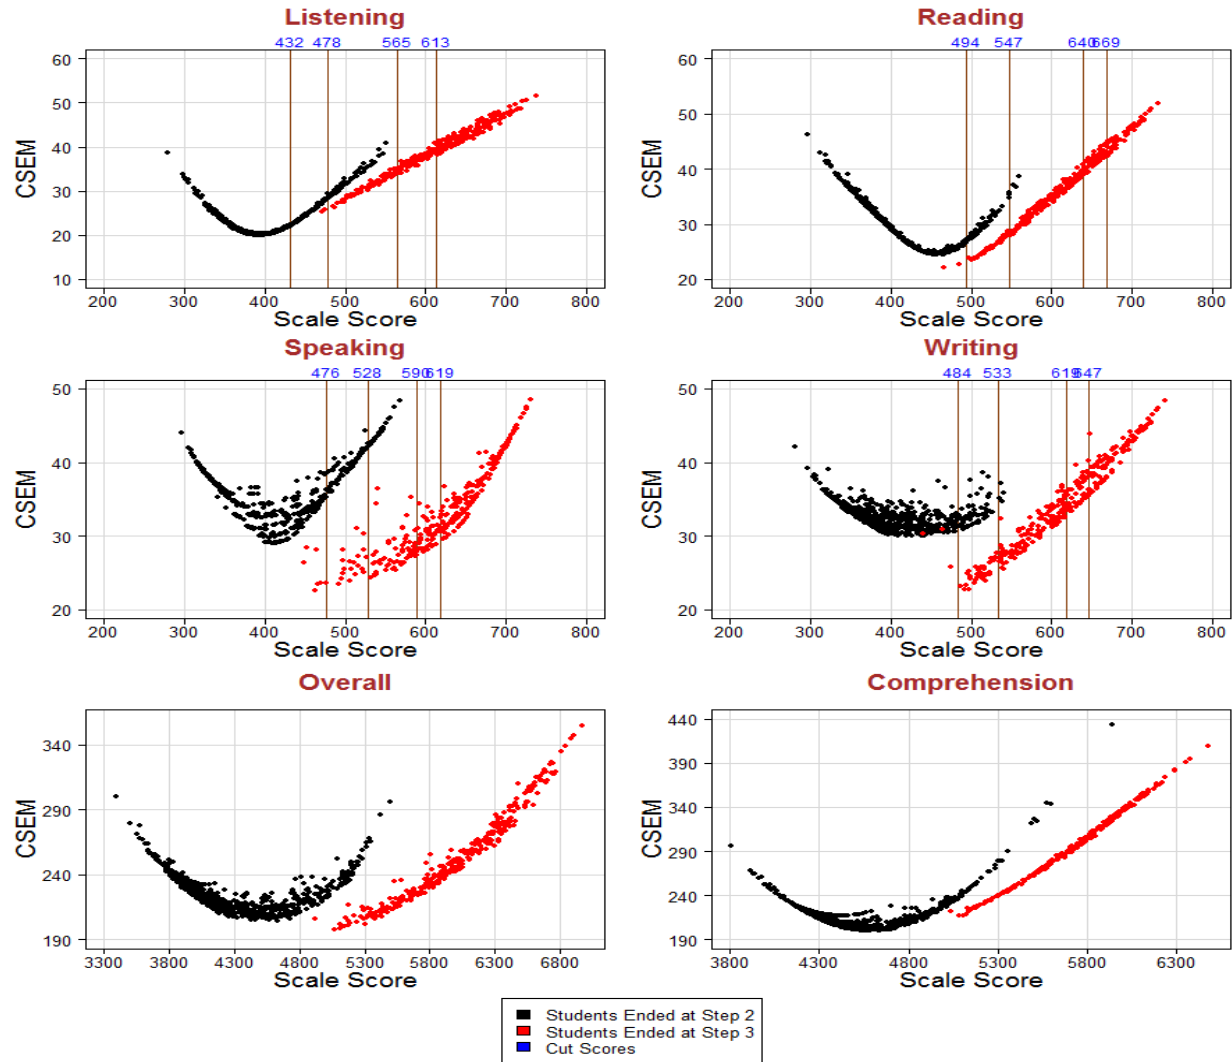 Listening
432 478 565 613
60
50
40
30
20
10
CSEM
200 300 400 500 600 700 800
Scale Score
Reading
494 547 640 669
60
50
40
30
20
CSEM
200 300 400 500 600 700 800
Scale Score
Speaking
476 528 590 619
50
40
30
20
CSEM
200 300 400 500 600 700 800
Scale Score
Writing
484 533 619 647
50
40
30
20
CSEM
200 300 400 500 600 700 800
Scale Score
Overall
340
290
240
190
CSEM
3300 3800 4300 4800 5300 5800 6300 6800
Scale Score
Comprehension
440
390
340
290
240
190
CSEM
3800 4300 4800 5300 5800 6300
Scale Score
Students Ended at Step 2
Students Ended at Step 3
Cut Scores